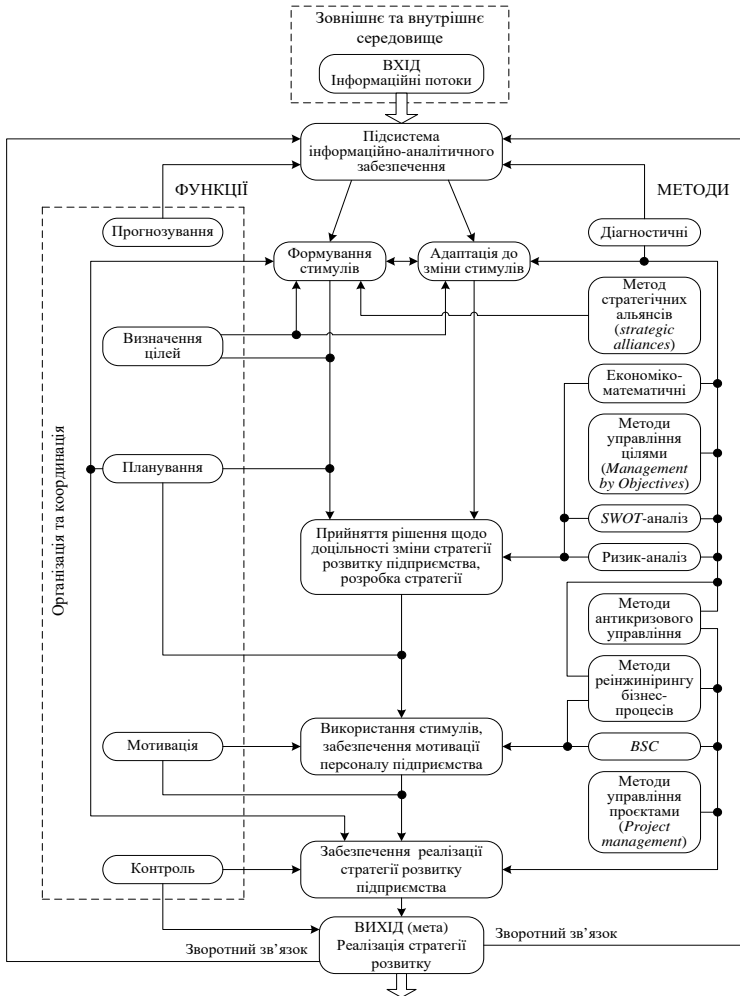 Зовнішнє та внутрішнє
середовище
ВХІД
Інформаційні потоки
Підсистема
інформаційно-аналітичного
забезпечення
ФУНКЦІЇ
МЕТОДИ
Прогнозування
Діагностичні
Формування
стимулів
Адаптація до
зміни стимулів
Метод
стратегічних
альянсів
(strategic
alliances)
Визначення
цілей
Економіко-
математичні
Методи
управління
цілями
(Management
by Objectives)
Планування
Організація та координація
SWOT-аналіз
Прийняття рішення щодо
доцільності зміни стратегії
розвитку підприємства,
розробка стратегії
Ризик-аналіз
Методи
антикризового
управління
Методи
реінжинірингу
бізнес-
процесів
Мотивація
Використання стимулів,
забезпечення мотивації
персоналу підприємства
BSC
Методи
управління
проєктами
(Project
management)
Контроль
Забезпечення реалізації
стратегії розвитку
підприємства
ВИХІД (мета)
Реалізація стратегії
розвитку
Зворотний зв’язок
Зворотний зв’язок